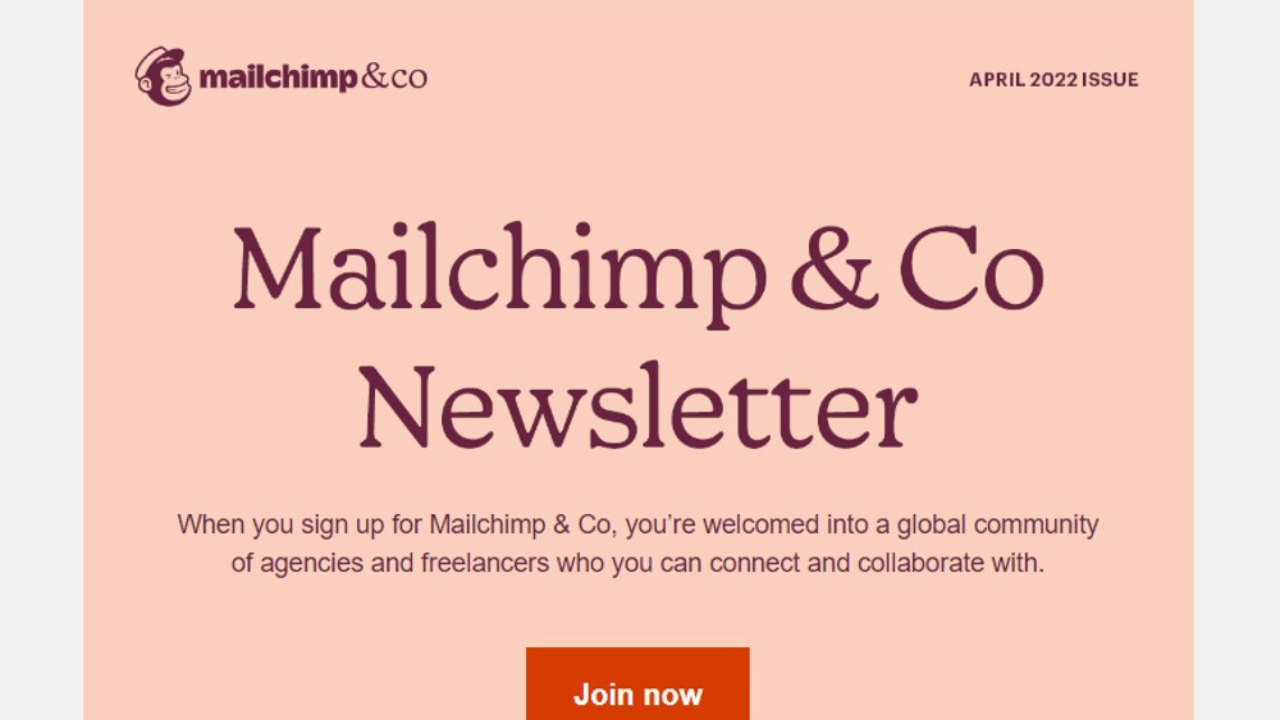 mailchimp & co
APRIL 2022 ISSUE
Mailchimp & Co
Newsletter
When you sign up for Mailchimp & Co, you’re welcomed into a global community
of agencies and freelancers who you can connect and collaborate with.
Join now